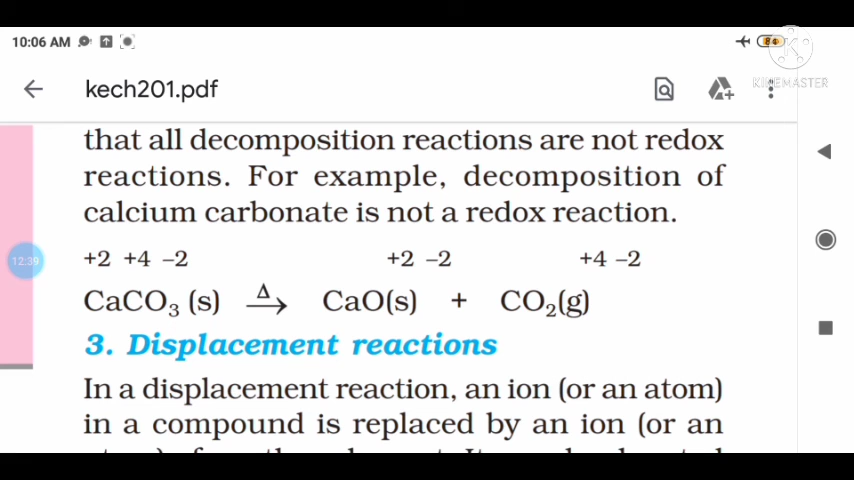 10:06 AM
84
KINEMASTER
kech201.pdf
that all decomposition reactions are not redox
reactions. For example, decomposition of
calcium carbonate is not a redox reaction.
12:39
+2 +4 –2 +2 –2 +4 –2
CaCO₃ (s) Δ→ CaO(s) + CO₂(g)
3. Displacement reactions
In a displacement reaction, an ion (or an atom)
in a compound is replaced by an ion (or an